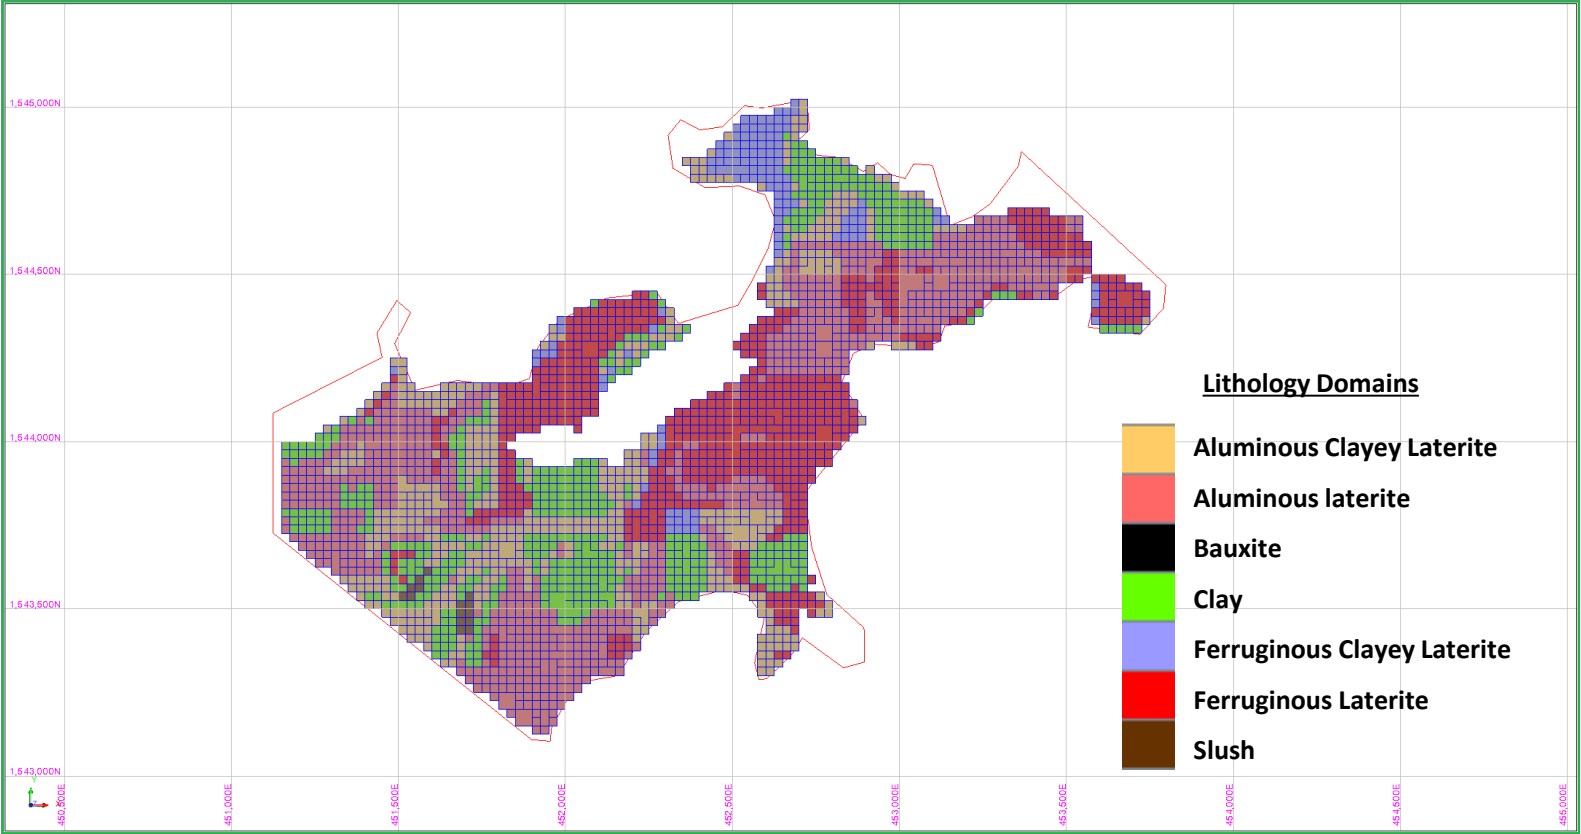 1,545,000N
1,544,500N
Lithology Domains
1,544,000N
Aluminous Clayey Laterite
Aluminous laterite
Bauxite
1,543,500N
Clay
Ferruginous Clayey Laterite
Ferruginous Laterite
Slush
1,543,000N
Y
X
450,500E
451,000E
451,500E
452,000E
452,500E
453,000E
453,500E
454,000E
454,500E
455,000E